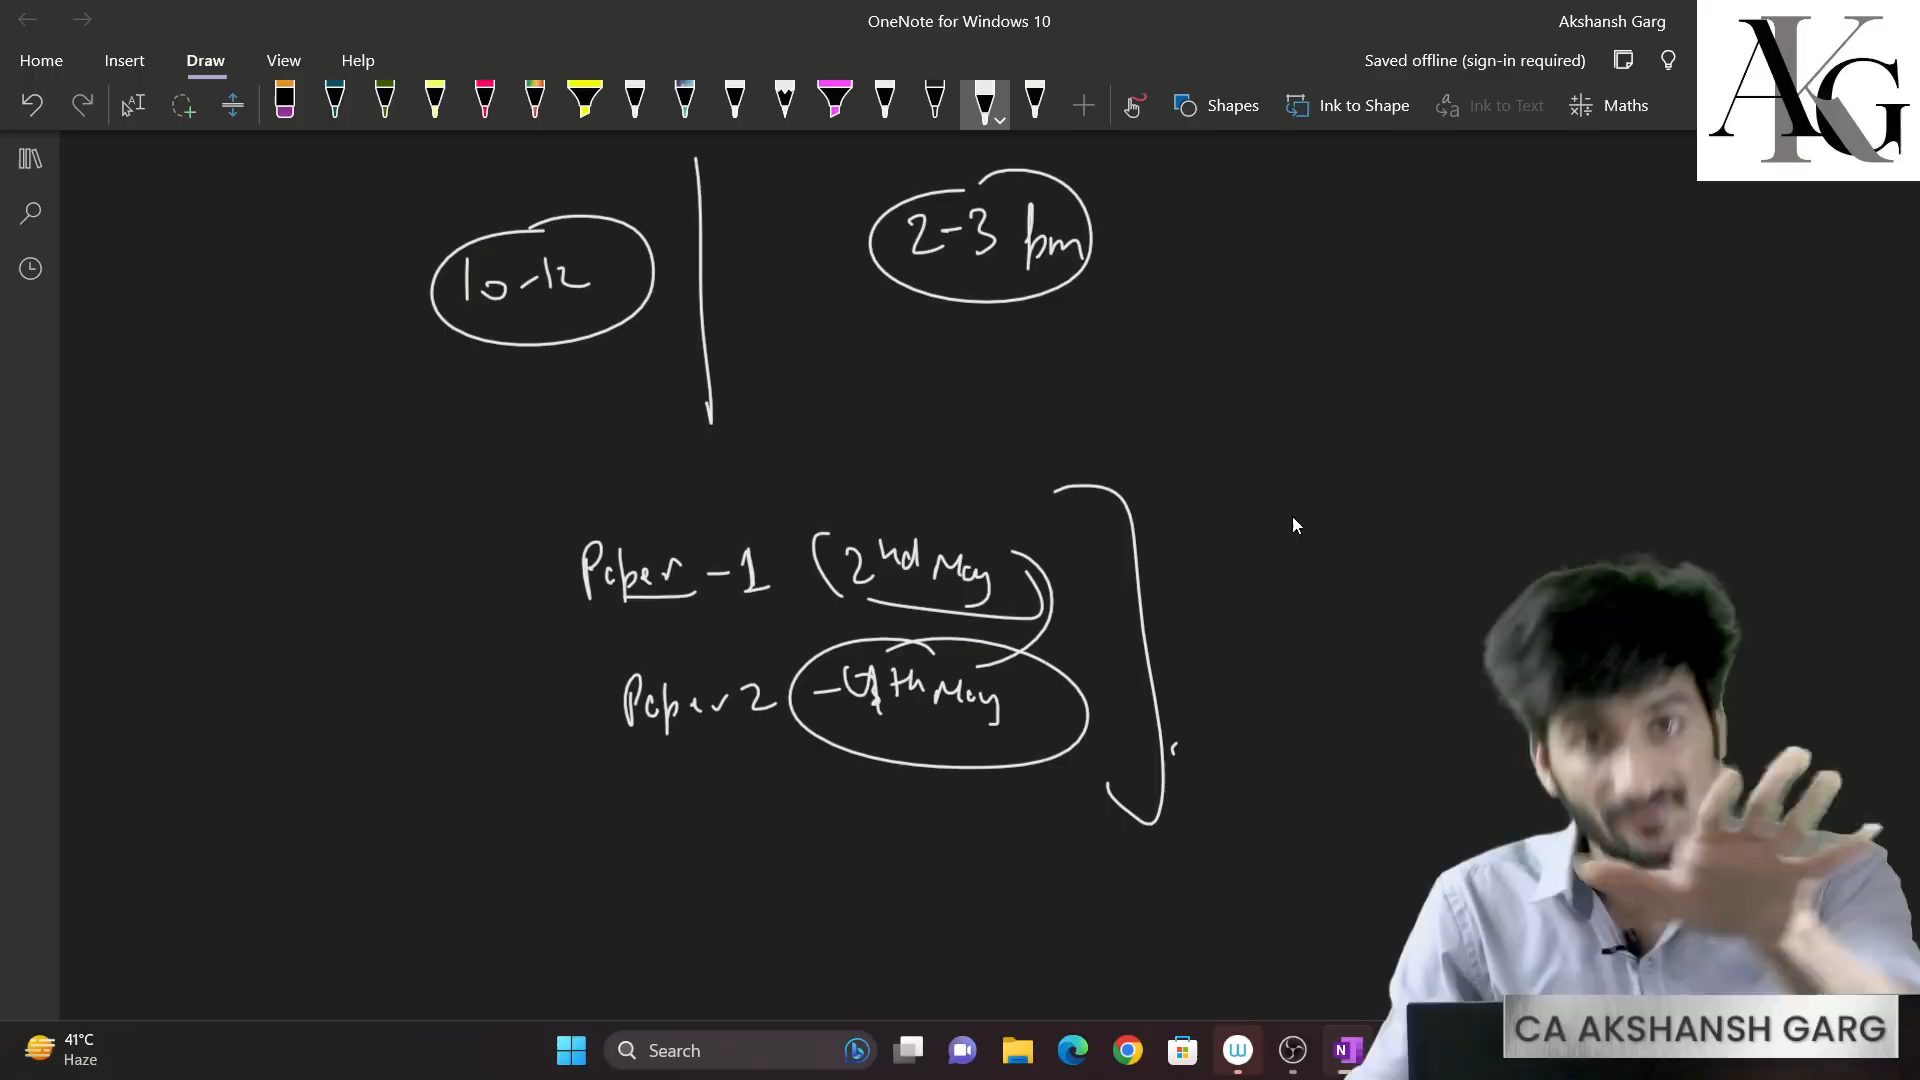 OneNote for Windows 10
Akshansh Garg
Home Insert Draw View Help
Saved offline (sign-in required)
Shapes Ink to Shape Ink to Text Maths
AKG
10-12
2-3 pm
Paper-1 (2nd May)
Paper 2 -4th May
CA AKSHANSH GARG
41°C
Haze
Search